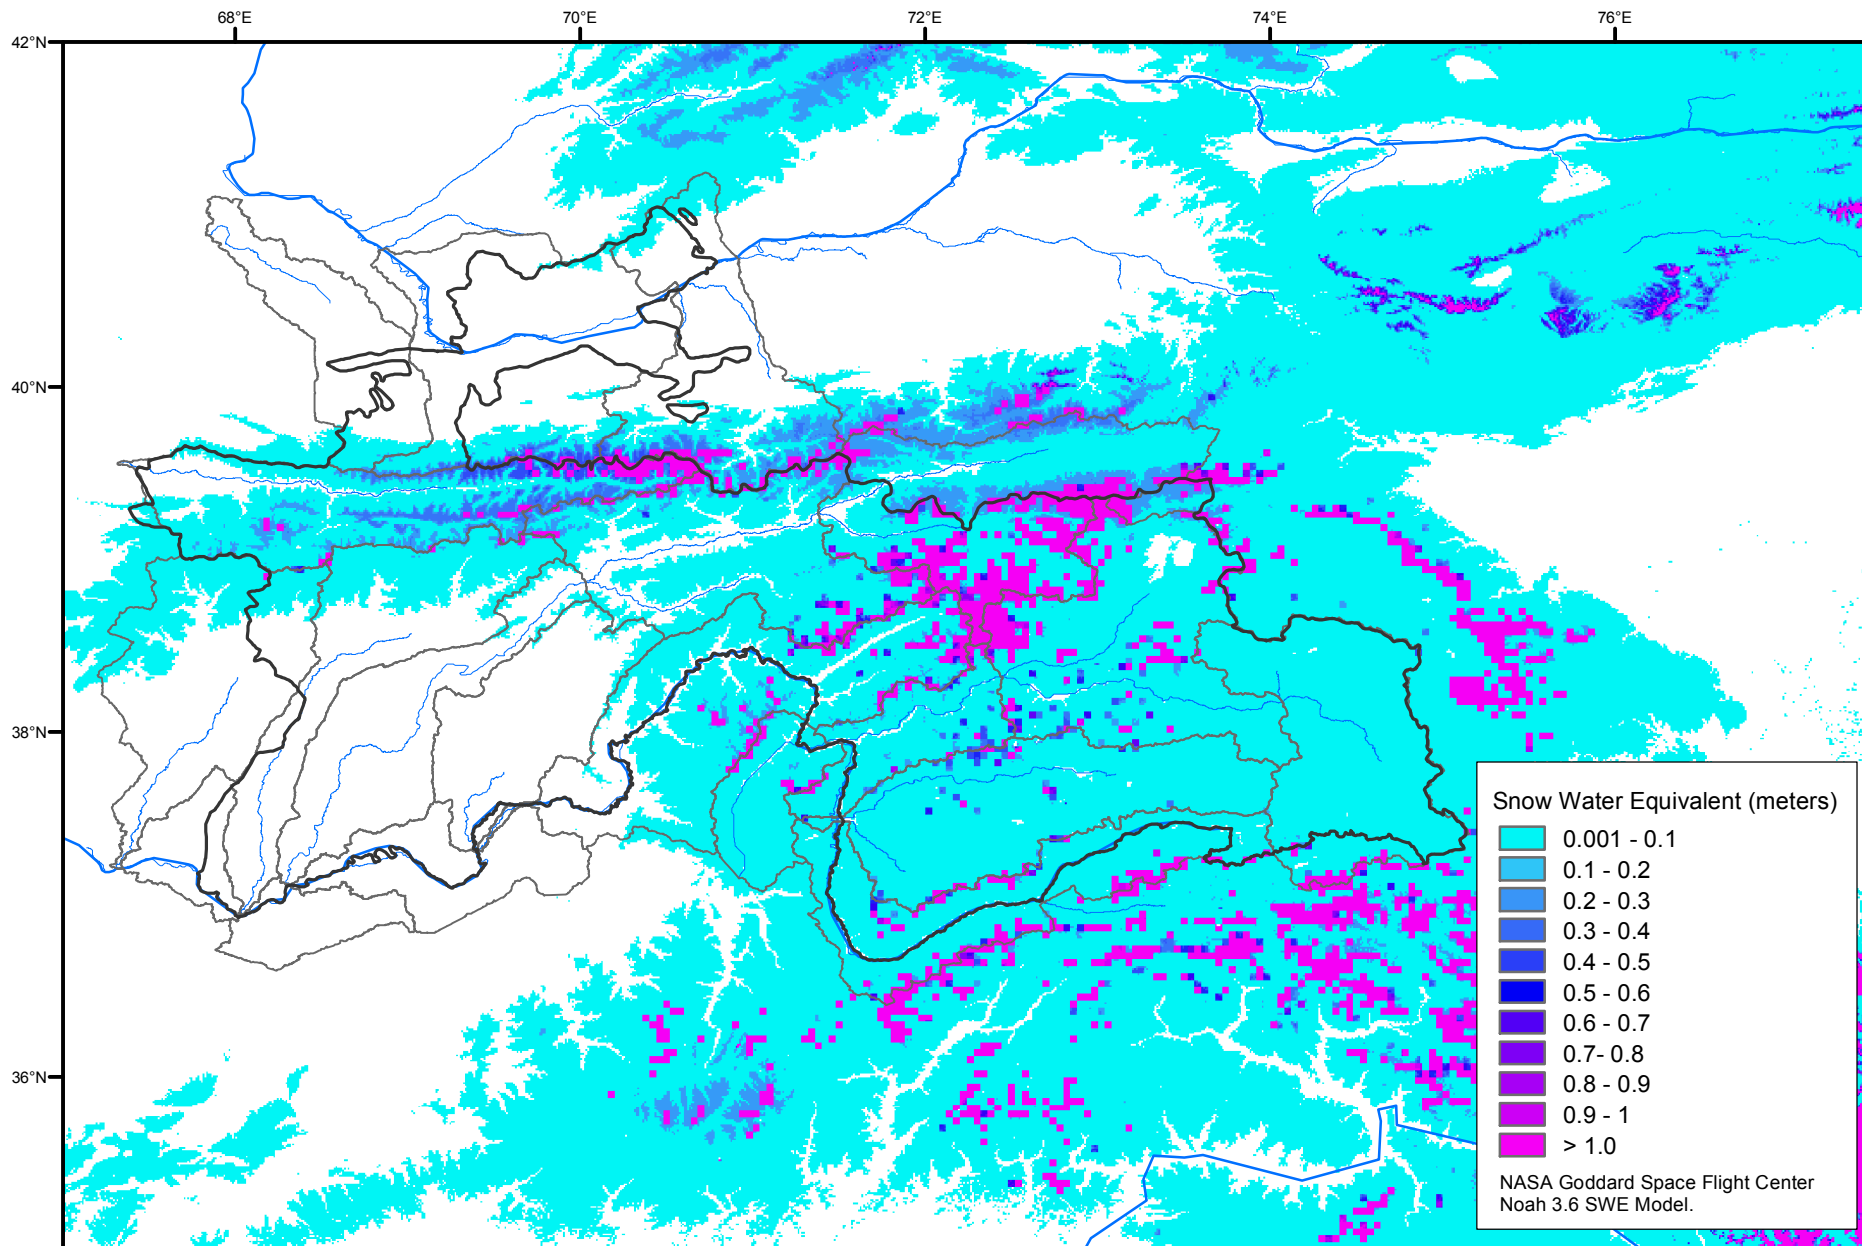 68°E
70°E
72°E
74°E
76°E
42°N
40°N
38°N
36°N
Snow Water Equivalent (meters)
0.001 - 0.1
0.1 - 0.2
0.2 - 0.3
0.3 - 0.4
0.4 - 0.5
0.5 - 0.6
0.6 - 0.7
0.7- 0.8
0.8 - 0.9
0.9 - 1
> 1.0
NASA Goddard Space Flight Center
Noah 3.6 SWE Model.